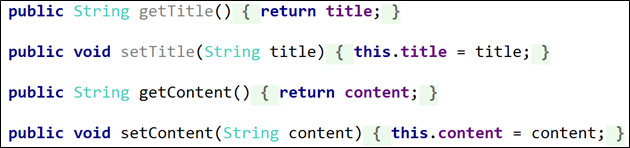 public String getTitle() { return title; }
public void setTitle(String title) { this.title = title; }
public String getContent() { return content; }
public void setContent(String content) { this.content = content; }